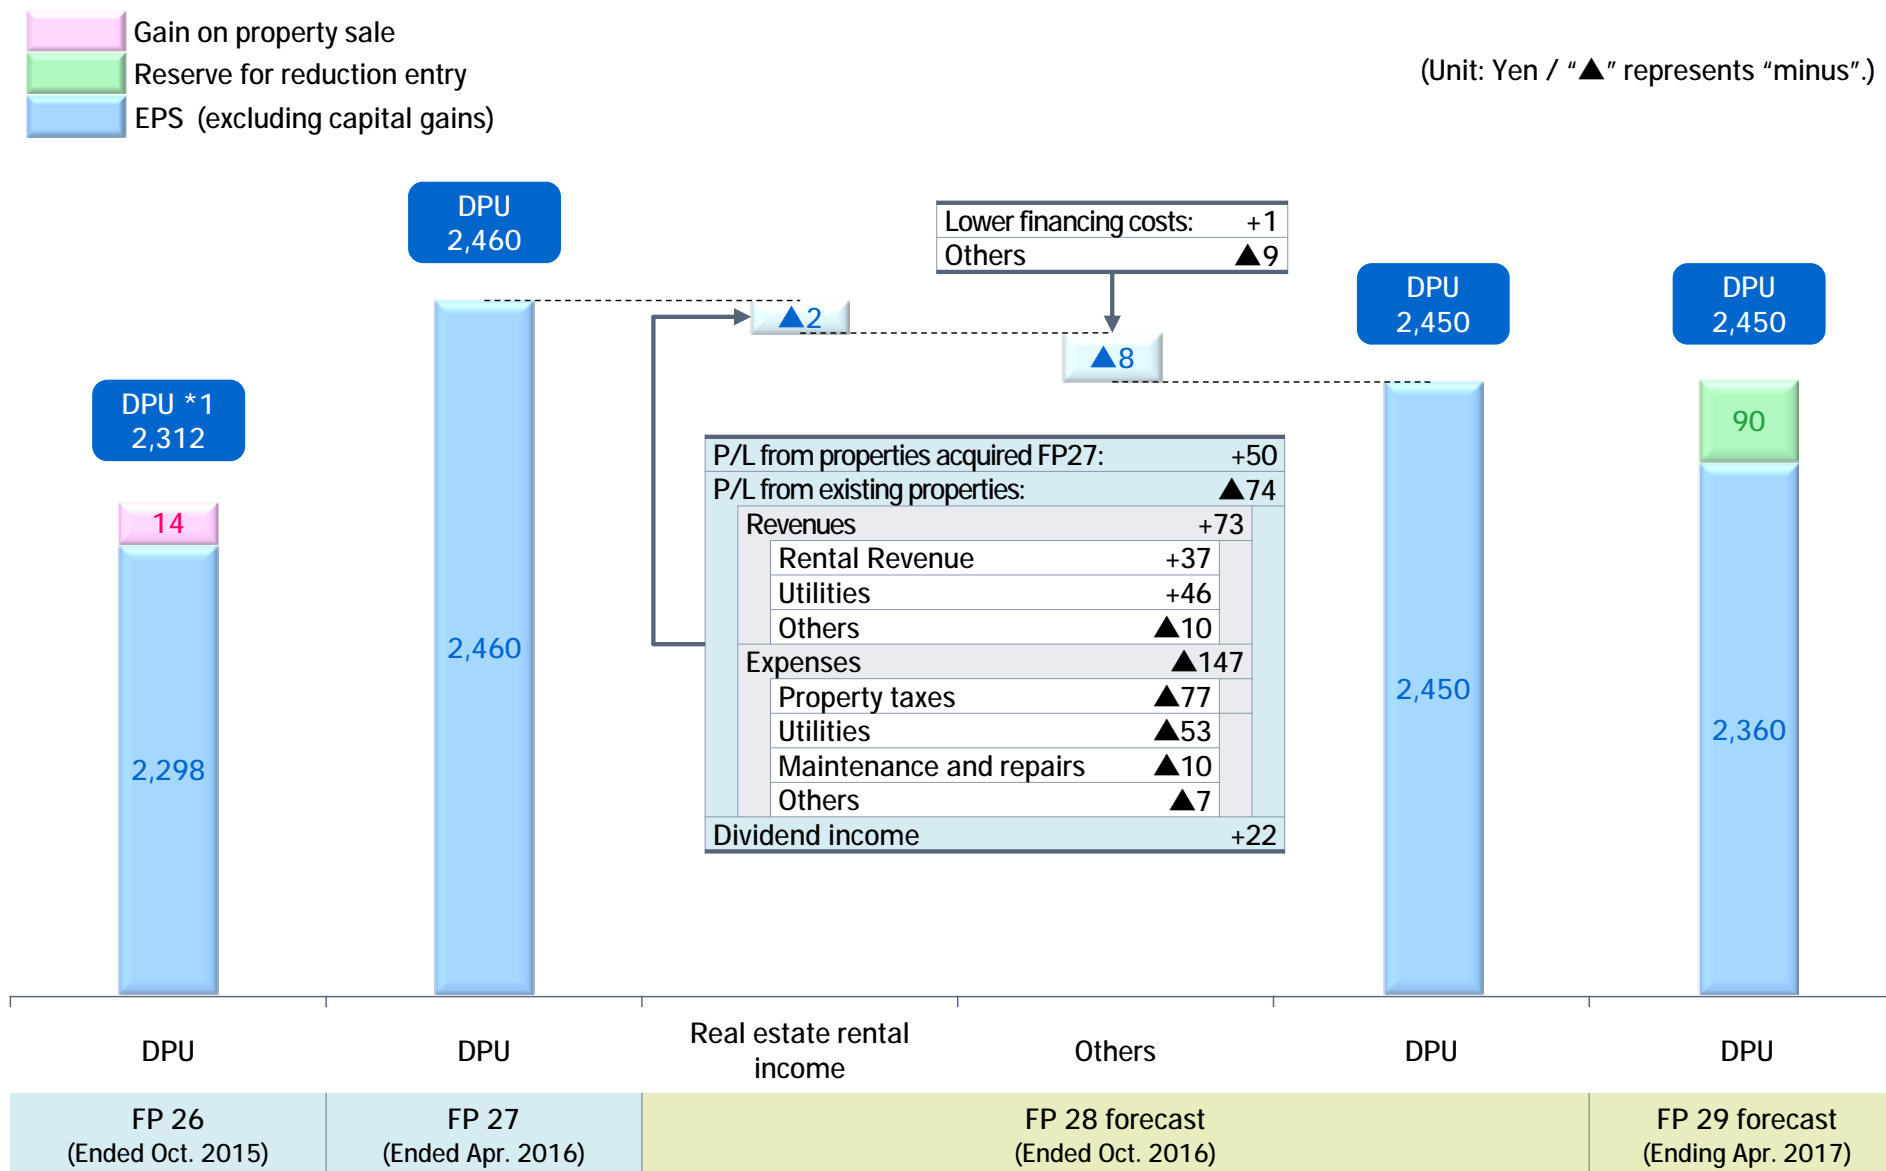 Gain on property sale
Reserve for reduction entry
EPS (excluding capital gains)
(Unit: Yen / “▲” represents “minus”.)
DPU *1
2,312
14
2,298
DPU
2,460
2,460
▲2
Lower financing costs: +1
Others ▲9
▲8
P/L from properties acquired FP27: +50
P/L from existing properties: ▲74
Revenues +73
Rental Revenue +37
Utilities +46
Others ▲10
Expenses ▲147
Property taxes ▲77
Utilities ▲53
Maintenance and repairs ▲10
Others ▲7
Dividend income +22
DPU
2,450
2,450
DPU
2,450
90
2,360
DPU
DPU
Real estate rental
income
Others
DPU
DPU
FP 26
(Ended Oct. 2015)
FP 27
(Ended Apr. 2016)
FP 28 forecast
(Ended Oct. 2016)
FP 29 forecast
(Ending Apr. 2017)